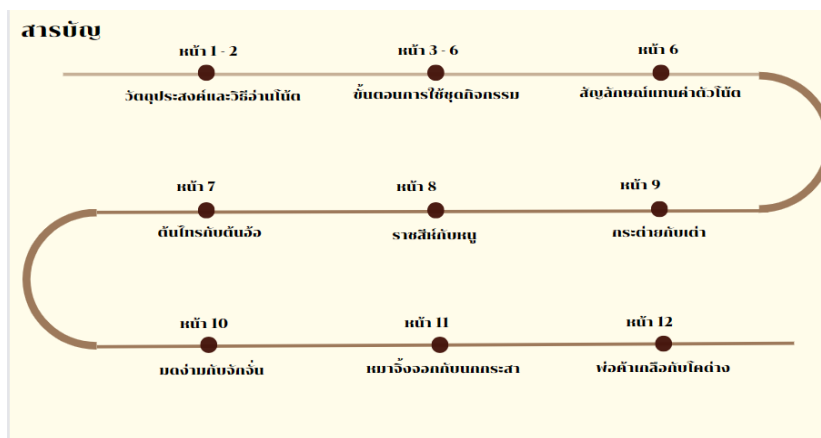 สารบัญ
หน้า 1 - 2
หน้า 3 - 6
หน้า 6
วัตถุประสงค์และวิธีอ่านโน้ต
ขั้นตอนการใช้ชุดกิจกรรม
สัญลักษณ์แทนค่าตัวโน้ต
หน้า 7
หน้า 8
หน้า 9
ต้นไทรกับต้นอ้อ
ราชสีห์กับหนู
กระต่ายกับเต่า
หน้า 10
หน้า 11
หน้า 12
มดง่ามกับจักจั่น
หมาจิ้งจอกกับนกกระสา
พ่อค้าเกลือกับโคต่าง